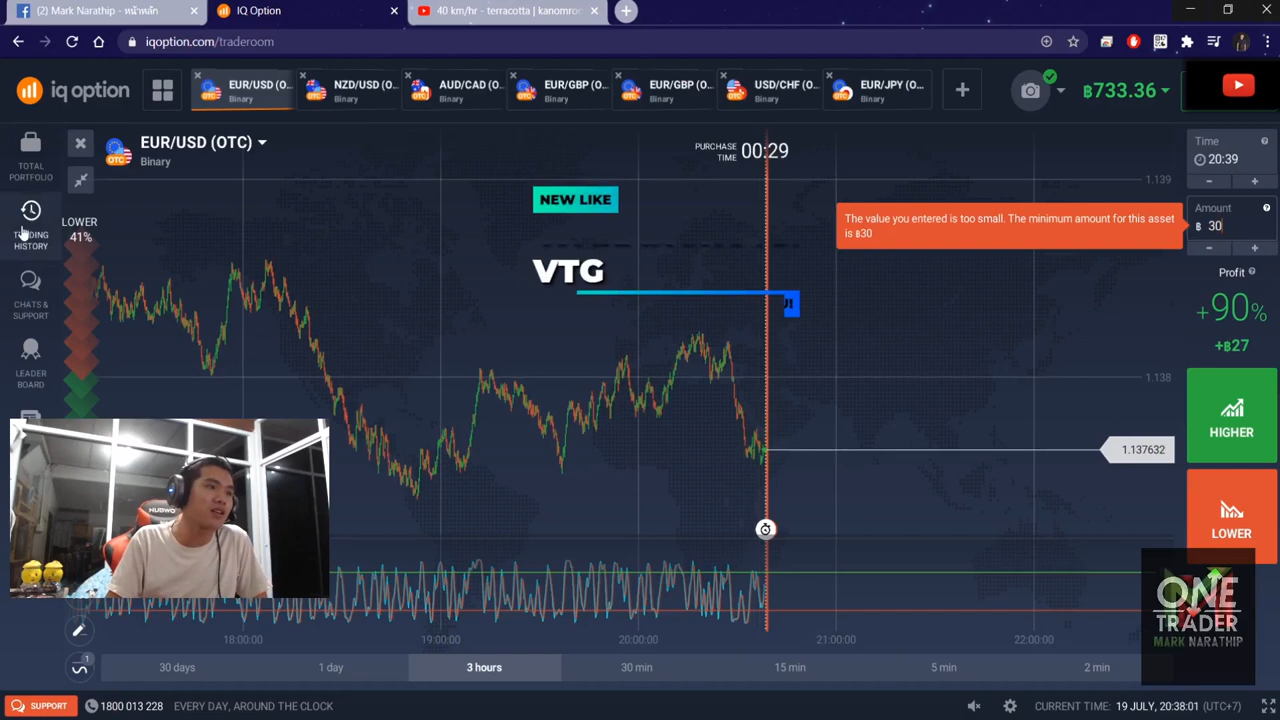 (2) Mark Narathip - หน้าหลัก
IQ Option
40 km/hr - terracotta | kanomron
iqoption.com/traderoom
iq option
EUR/USD (O...
Binary
NZD/USD (O...
Binary
AUD/CAD (O...
Binary
EUR/GBP (O...
Binary
EUR/GBP (O...
Binary
USD/CHF (O...
Binary
EUR/JPY (O...
Binary
฿733.36
TOTAL
PORTFOLIO
TRADING
HISTORY
CHATS &
SUPPORT
LEADER
BOARD
EUR/USD (OTC)
Binary
OTC
LOWER
41%
PURCHASE
TIME
00:29
NEW LIKE
VTG
1.139
1.138
1.137632
The value you entered is too small. The minimum amount for this asset
is ฿30
Time
20:39
Amount
฿ 30
Profit
+90%
+฿27
HIGHER
LOWER
NUBWO
ONE
TRADER
MARK NARATHIP
18:00:00
19:00:00
20:00:00
21:00:00
22:00:00
1
30 days
1 day
3 hours
30 min
15 min
5 min
2 min
SUPPORT
1800 013 228
EVERY DAY, AROUND THE CLOCK
CURRENT TIME: 19 JULY, 20:38:01 (UTC+7)